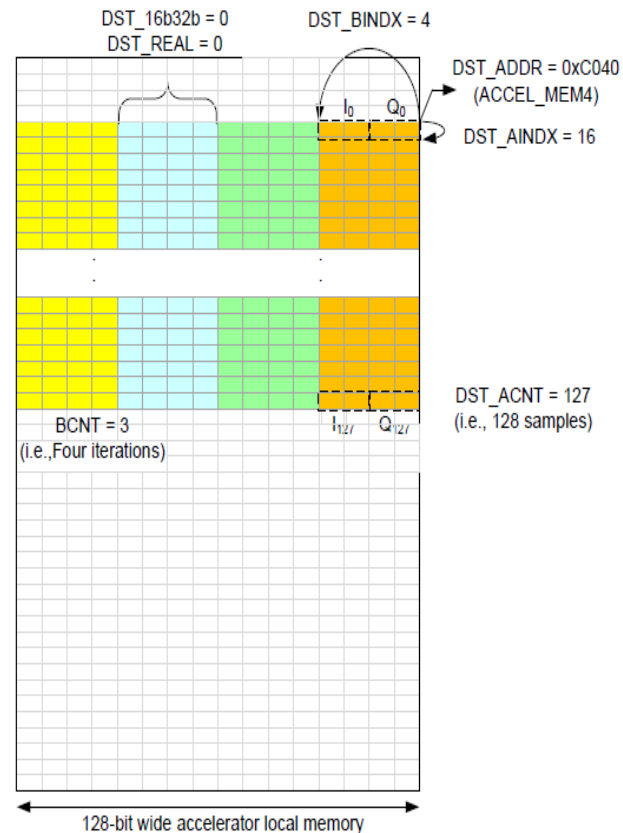 DST_16b32b = 0
DST_REAL = 0
DST_BINDX = 4
DST_ADDR = 0xC040
(ACCEL_MEM4)
I0 Q0
DST_AINDX = 16
:
:
DST_ACNT = 127
(i.e., 128 samples)
BCNT = 3
(i.e.,Four iterations)
I127 Q127
128-bit wide accelerator local memory